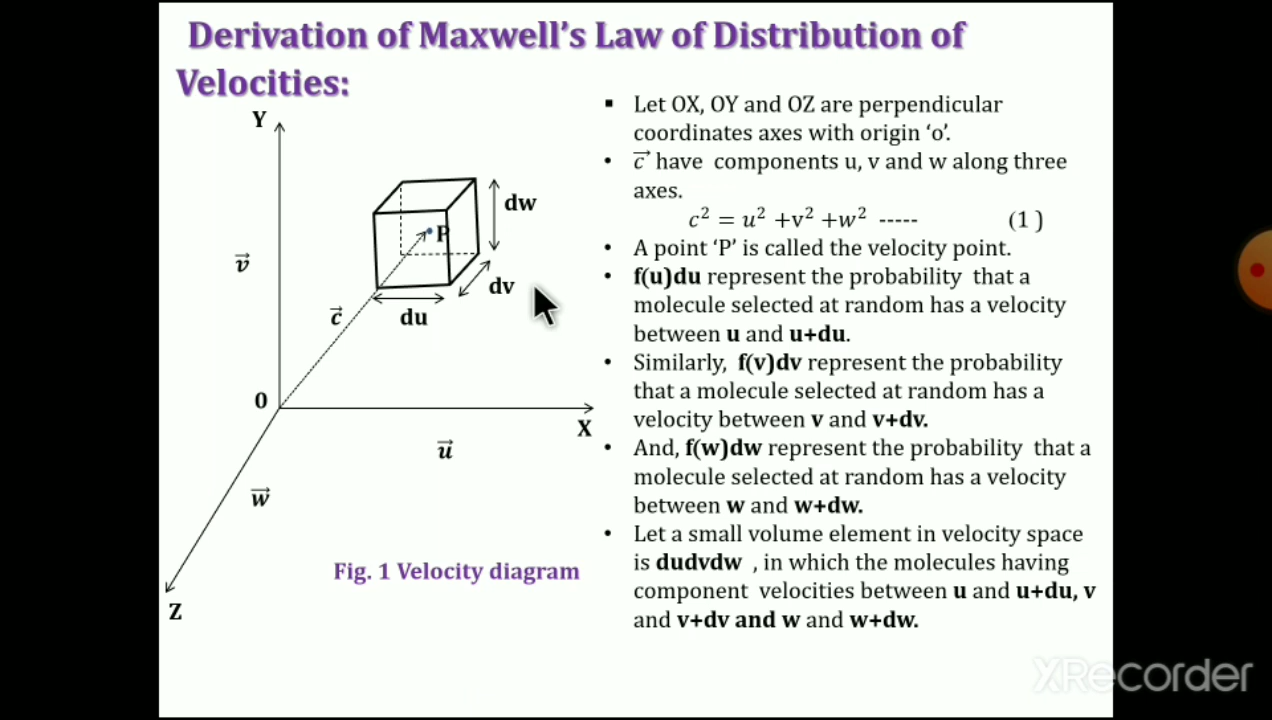 Derivation of Maxwell's Law of Distribution of
Velocities:
Y
dw
P
dv
v⃗
c⃗
du
0
X
u⃗
w⃗
Fig. 1 Velocity diagram
Z
▪ Let OX, OY and OZ are perpendicular
coordinates axes with origin 'o'.
• c⃗ have components u, v and w along three
axes.
c² = u² +v² +w² ----- (1 )
• A point 'P' is called the velocity point.
• f(u)du represent the probability that a
molecule selected at random has a velocity
between u and u+du.
• Similarly, f(v)dv represent the probability
that a molecule selected at random has a
velocity between v and v+dv.
• And, f(w)dw represent the probability that a
molecule selected at random has a velocity
between w and w+dw.
• Let a small volume element in velocity space
is dudvdw , in which the molecules having
component velocities between u and u+du, v
and v+dv and w and w+dw.
XRecorder